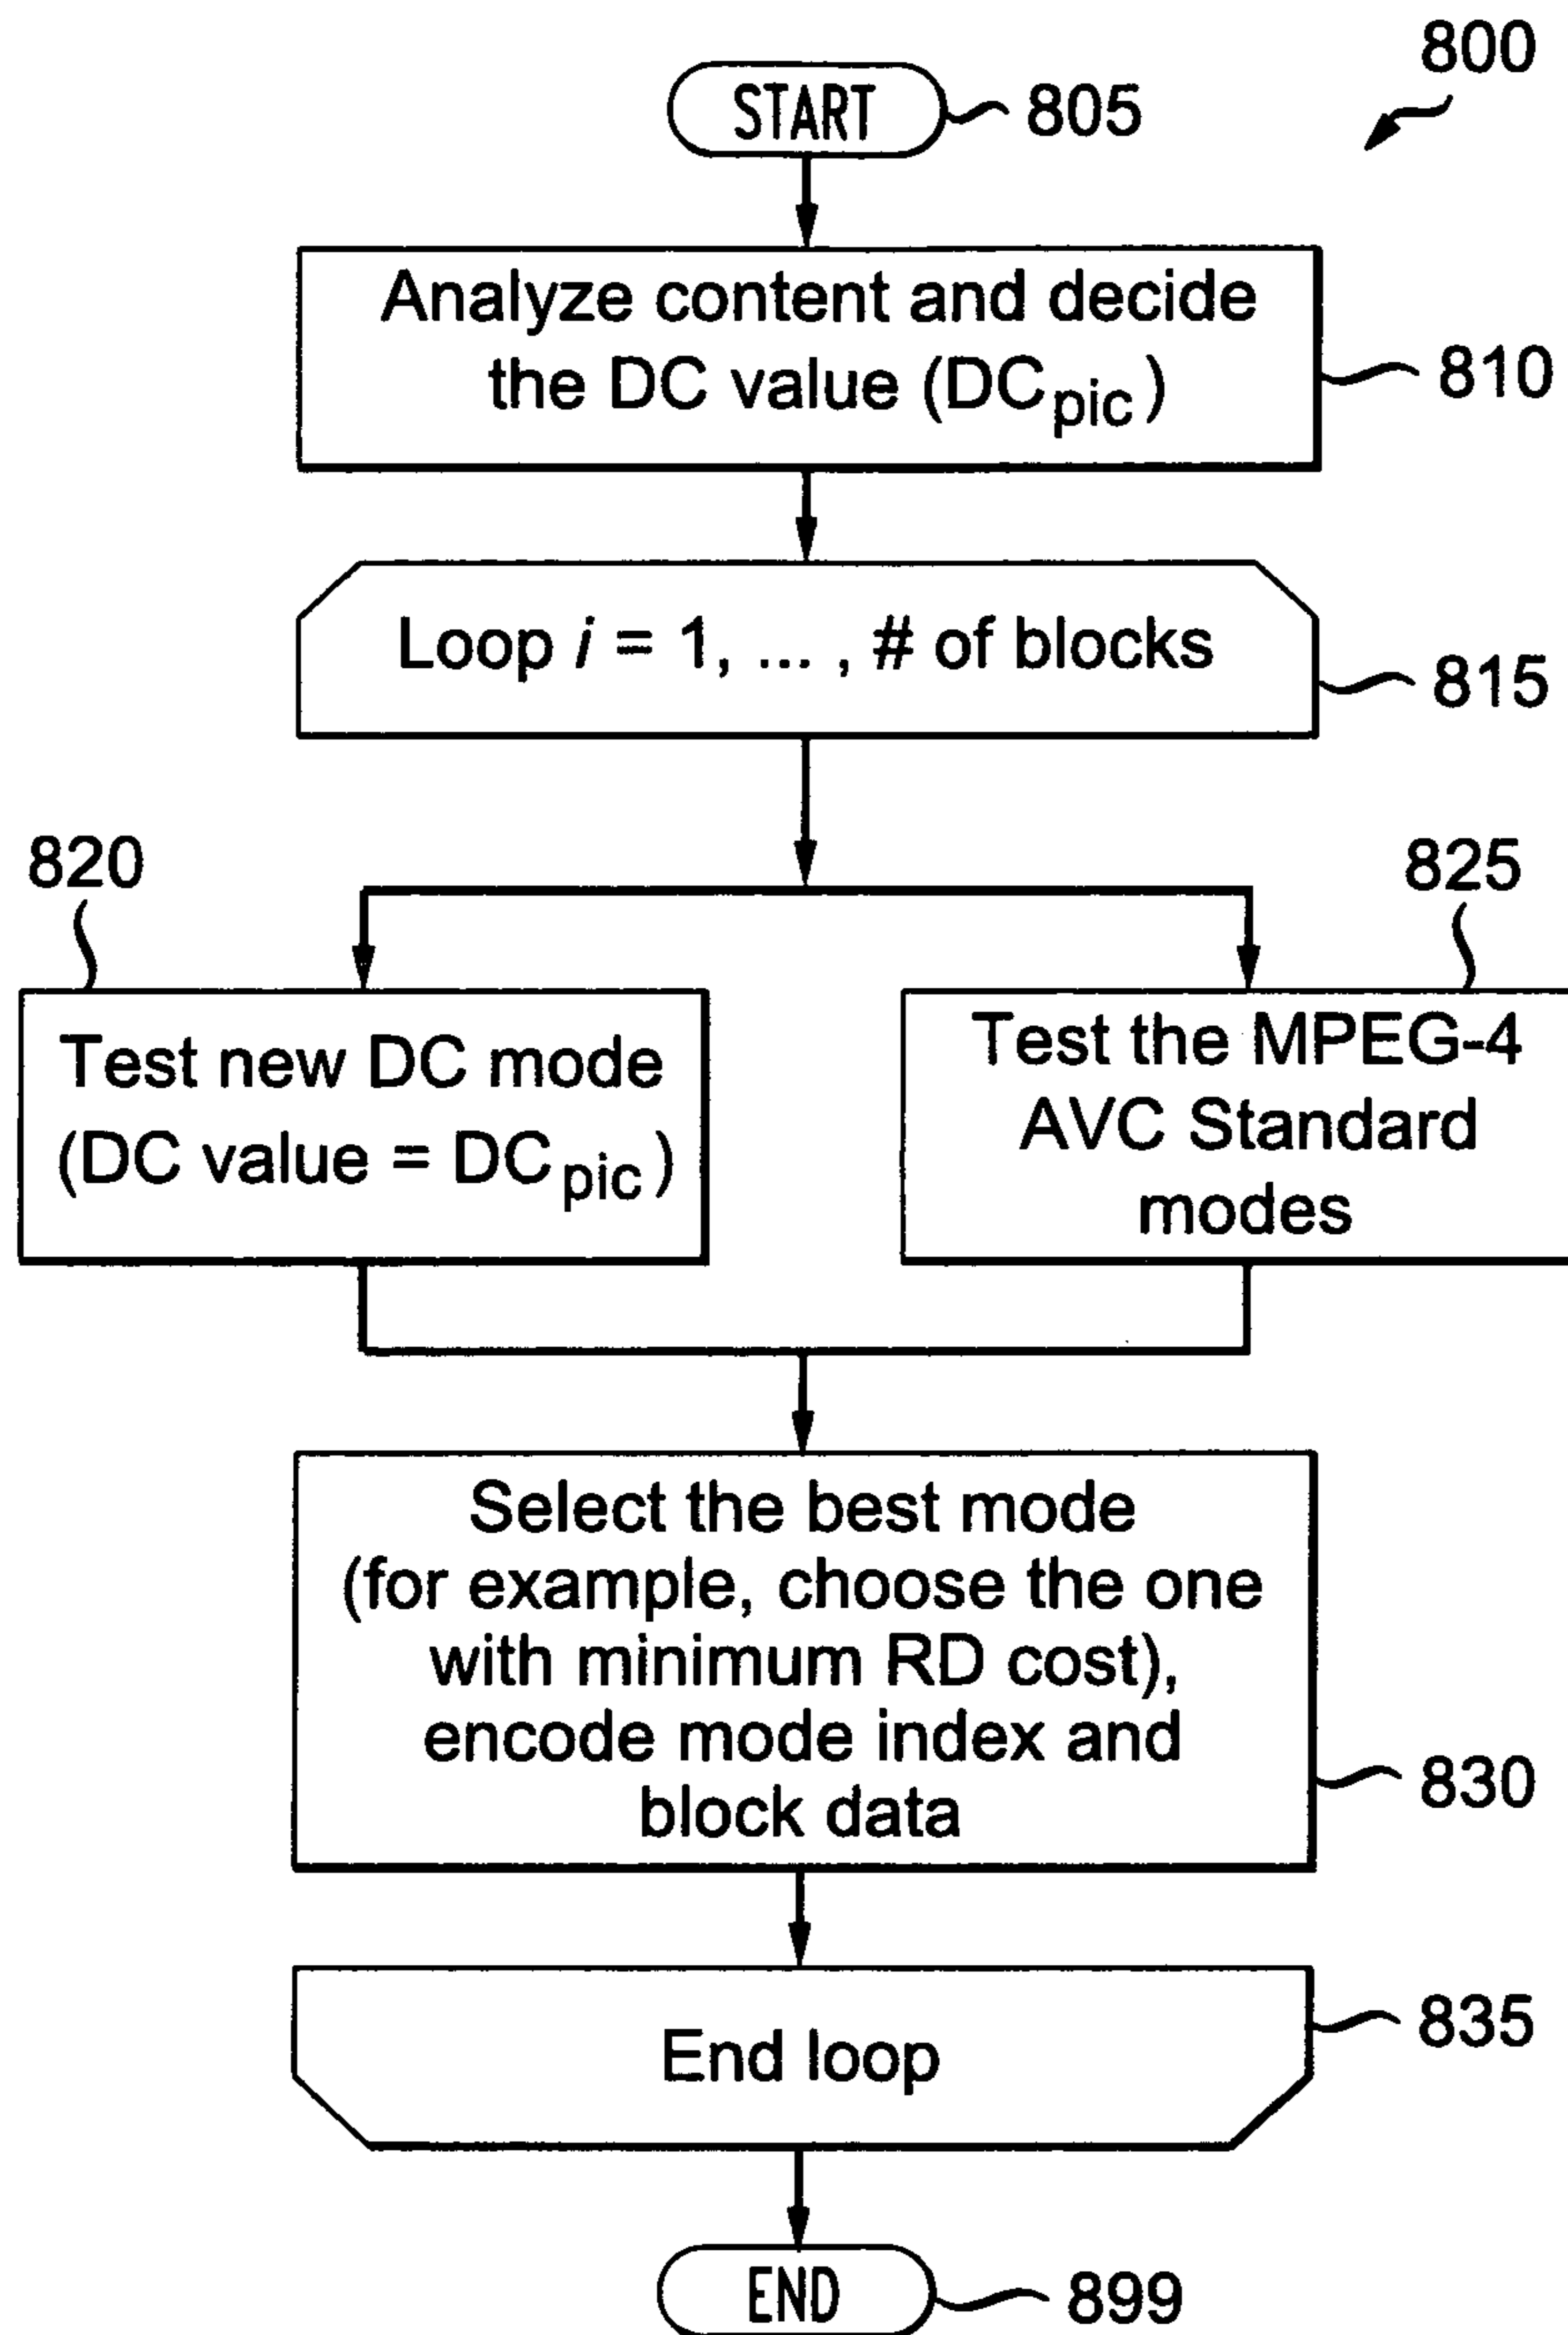 800
START
805
Analyze content and decide
the DC value (DCpic)
810
Loop i = 1, ... , # of blocks
815
820
825
Test new DC mode
(DC value = DCpic)
Test the MPEG-4
AVC Standard
modes
Select the best mode
(for example, choose the one
with minimum RD cost),
encode mode index and
block data
830
End loop
835
END
899